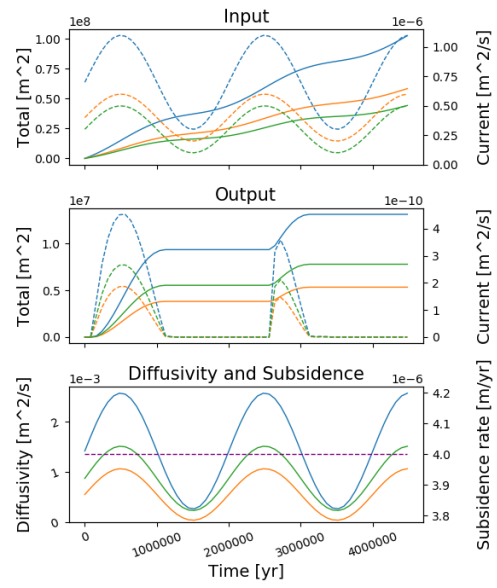 Input
1e8
1e-6
1.00
0.75
0.50
0.25
0.00
Total [m^2]
1.00
0.75
0.50
0.25
0.00
Current [m^2/s]
Output
1e7
1e-10
1.0
0.5
0.0
Total [m^2]
4
3
2
1
0
Current [m^2/s]
Diffusivity and Subsidence
1e-3
1e-6
2
1
0
Diffusivity [m^2/s]
4.2
4.1
4.0
3.9
3.8
Subsidence rate [m/yr]
0
1000000
2000000
3000000
4000000
Time [yr]